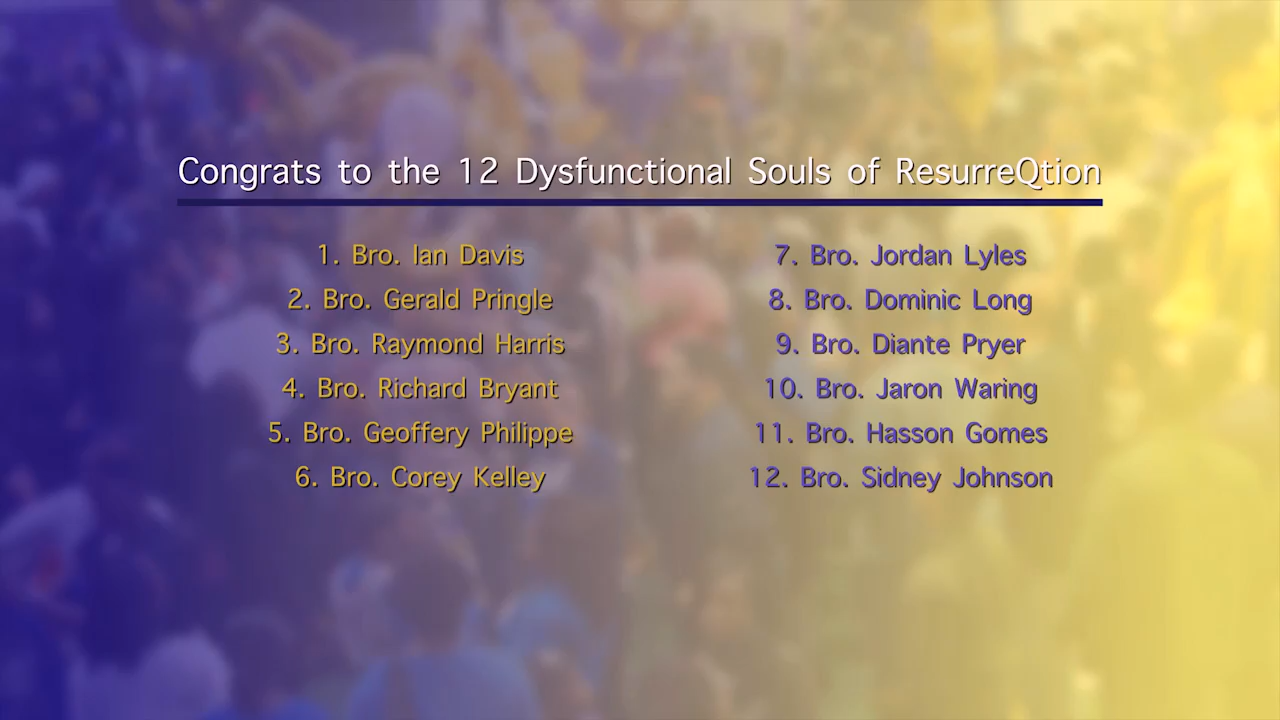 Congrats to the 12 Dysfunctional Souls of ResurreQtion
1. Bro. Ian Davis
2. Bro. Gerald Pringle
3. Bro. Raymond Harris
4. Bro. Richard Bryant
5. Bro. Geoffery Philippe
6. Bro. Corey Kelley
7. Bro. Jordan Lyles
8. Bro. Dominic Long
9. Bro. Diante Pryer
10. Bro. Jaron Waring
11. Bro. Hasson Gomes
12. Bro. Sidney Johnson